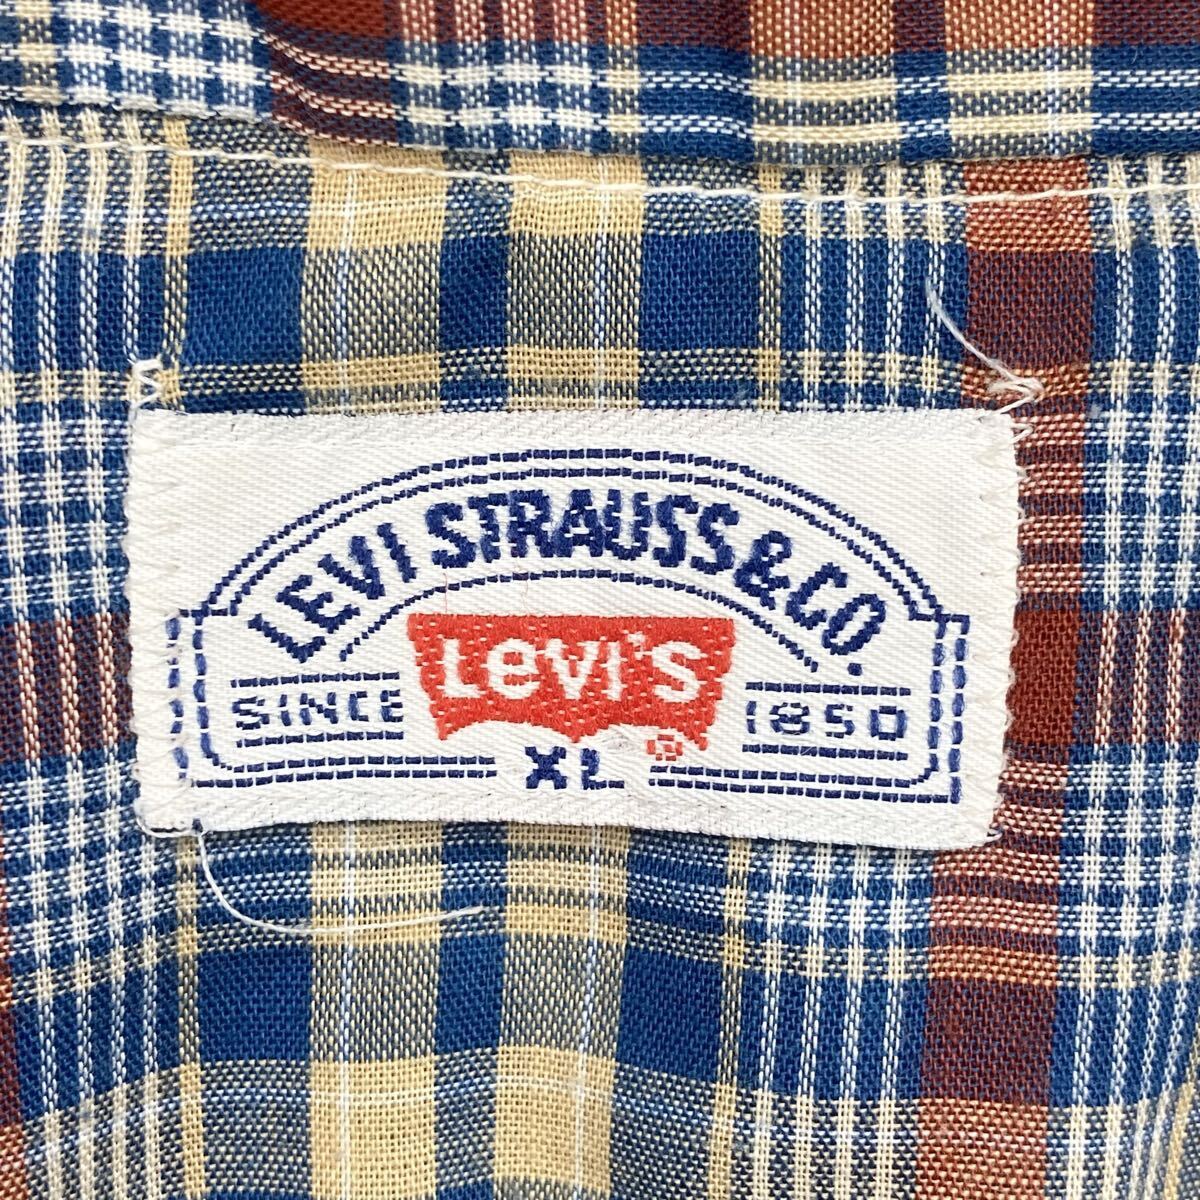 LEVI STRAUSS & CO.
Levi's
SINCE 1850
XL ®